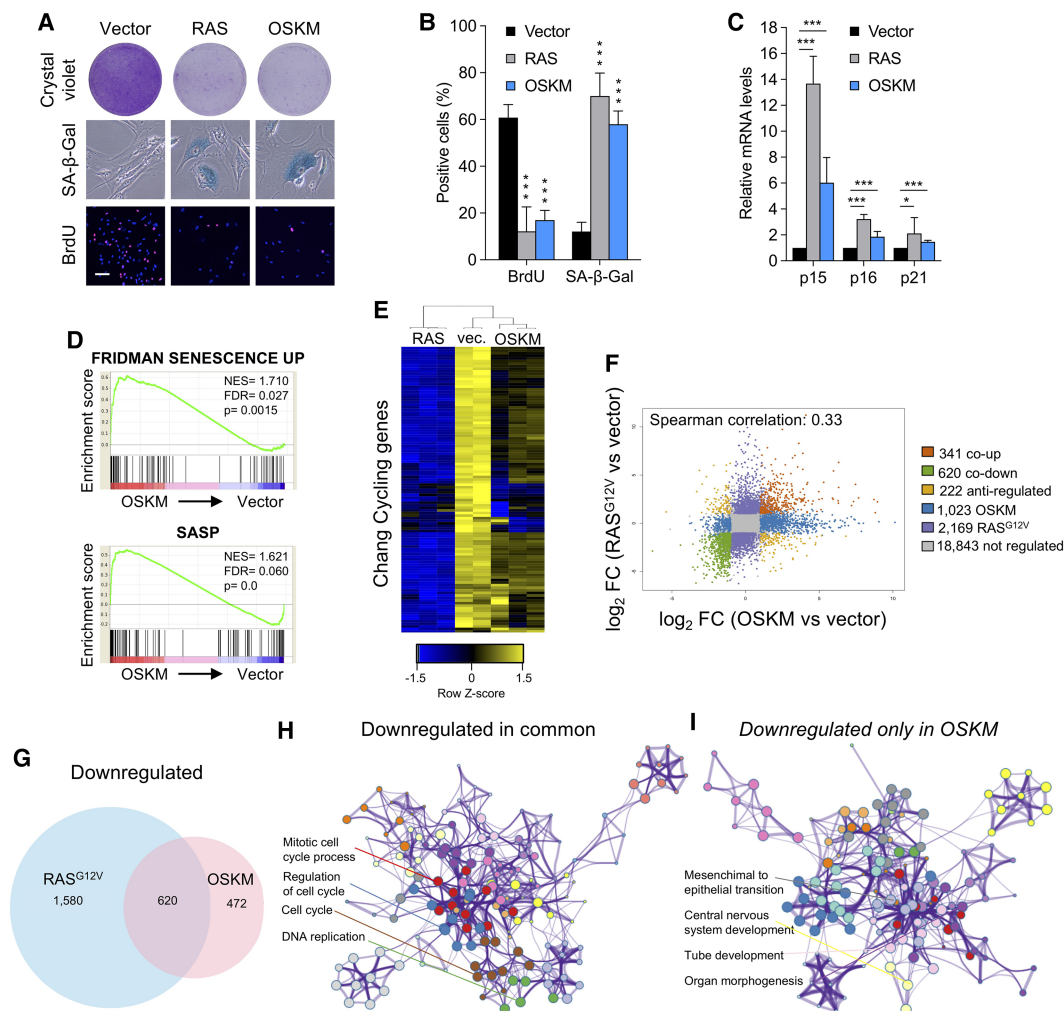 A
Vector RAS OSKM
Crystal
violet
SA-β-Gal
BrdU
B
Vector
RAS
OSKM
Positive cells (%)
100
80
60
40
20
0
***
***
***
***
BrdU SA-β-Gal
C
Vector
RAS
OSKM
Relative mRNA levels
18
16
14
12
10
8
6
4
2
0
***
***
***
***
***
*
p15 p16 p21
D
FRIDMAN SENESCENCE UP
Enrichment score
NES= 1.710
FDR= 0.027
p= 0.0015
OSKM Vector
SASP
Enrichment score
NES= 1.621
FDR= 0.060
p= 0.0
OSKM Vector
E
RAS vec. OSKM
Chang Cycling genes
-1.5 0 1.5
Row Z-score
F
Spearman correlation: 0.33
log2 FC (RASG12V vs vector)
10
5
0
-5
-5 0 5 10
log2 FC (OSKM vs vector)
341 co-up
620 co-down
222 anti-regulated
1,023 OSKM
2,169 RASG12V
18,843 not regulated
G
Downregulated
RASG12V
1,580
620
OSKM
472
H
Downregulated in common
Mitotic cell
cycle process
Regulation
of cell cycle
Cell cycle
DNA replication
I
Downregulated only in OSKM
Mesenchimal to
epithelial transition
Central nervous
system development
Tube development
Organ morphogenesis